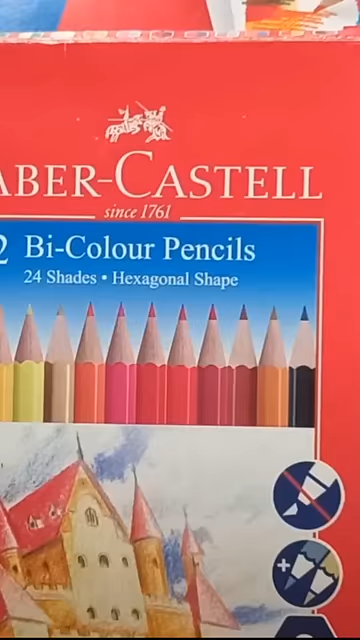 ABER-CASTELL
since 1761
2 Bi-Colour Pencils
24 Shades • Hexagonal Shape